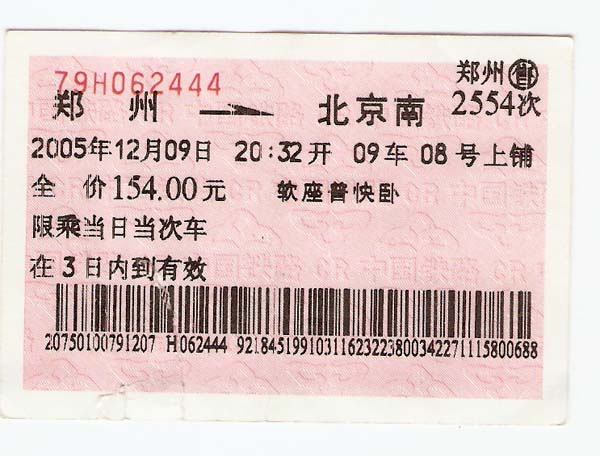 79H062444
郑州售
郑 州 → 北京南 2554次
2005年12月09日 20:32开 09车 08号上铺
全 价154.00元 软座普快卧
限乘当日当次车
在3日内到有效
20750100791207 H062444 921845199103116232238003422711158006​88